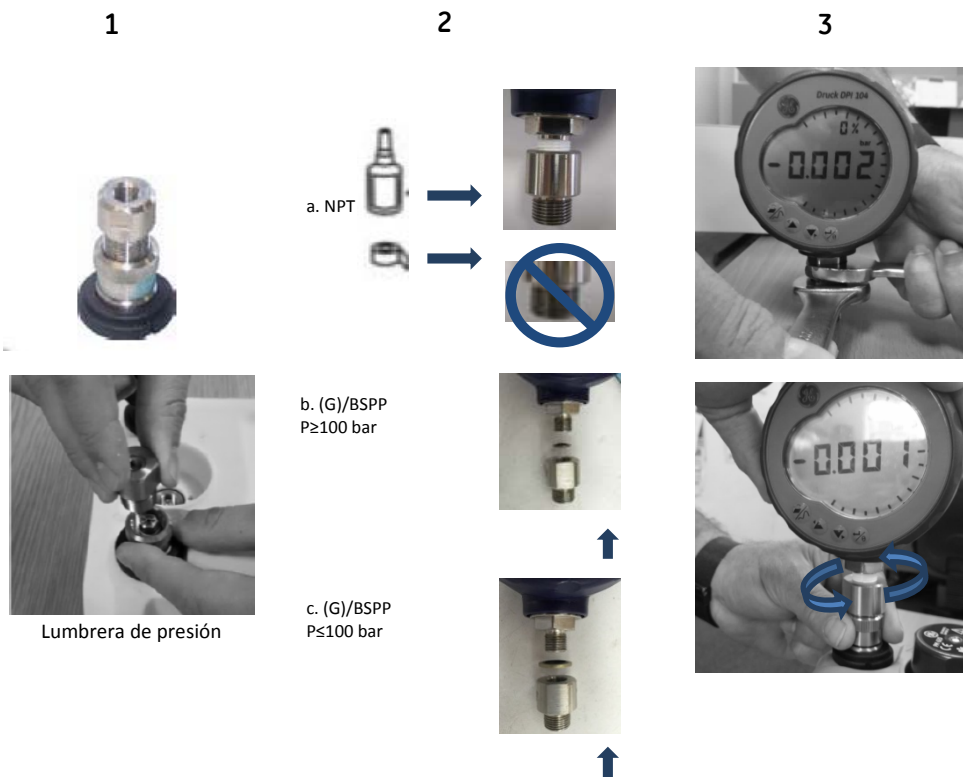 1
2
3
a. NPT
b. (G)/BSPP
P≥100 bar
c. (G)/BSPP
P≤100 bar
Lumbrera de presión
Druck DPI 104
0%
bar
-0.002
-0.001